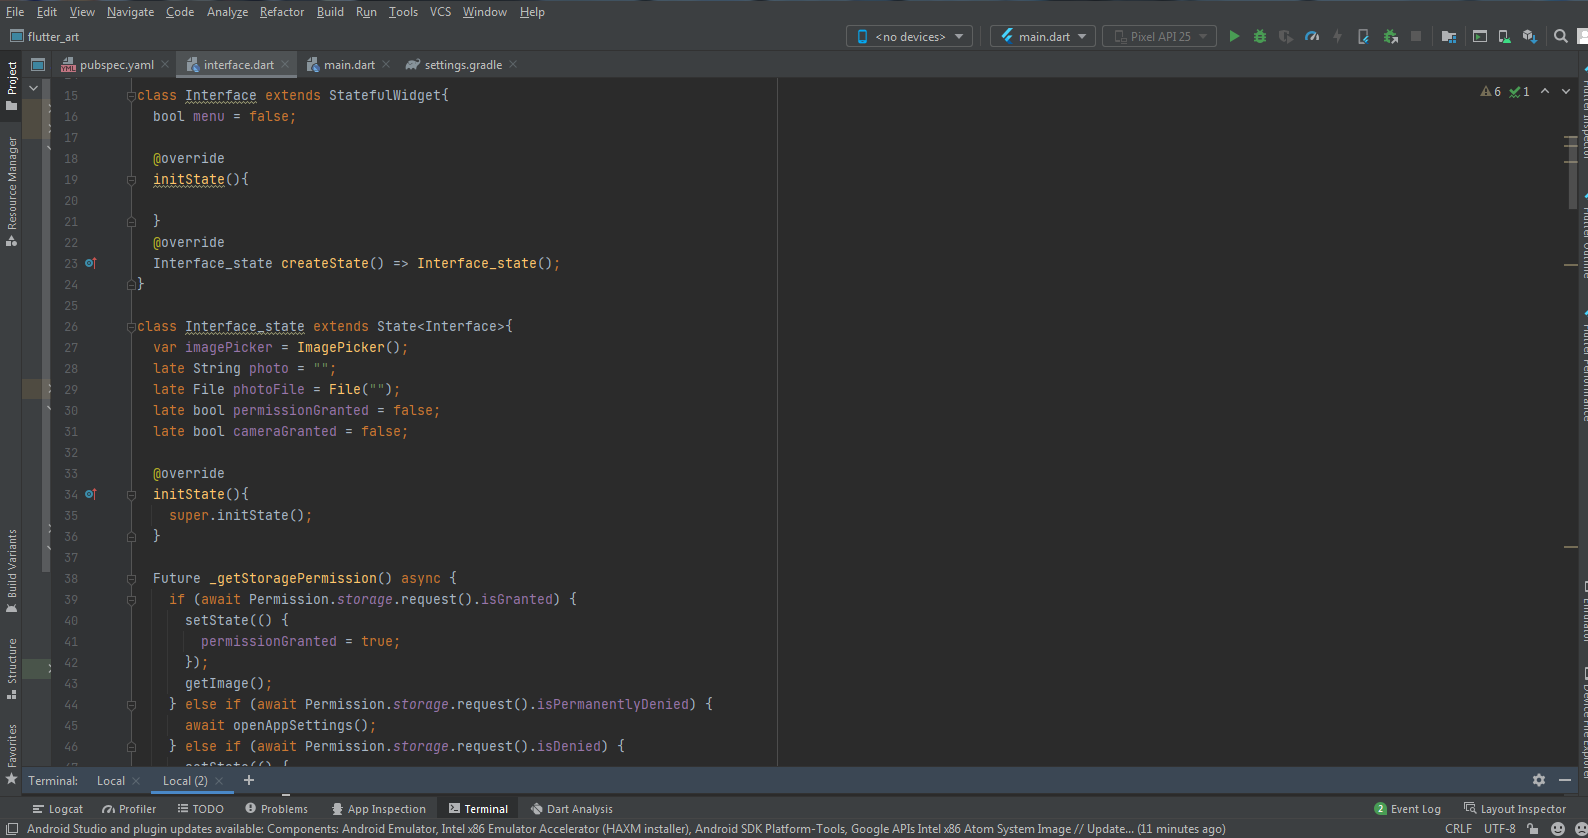 File Edit View Navigate Code Analyze Refactor Build Run Tools VCS Window Help
flutter_art <no devices> main.dart Pixel API 25
Project
pubspec.yaml interface.dart main.dart settings.gradle
6 1
15 class Interface extends StatefulWidget{
16 bool menu = false;
17
18 @override
19 initState(){
20
21 }
22 @override
23 Interface_state createState() => Interface_state();
24 }
25
26 class Interface_state extends State<Interface>{
27 var imagePicker = ImagePicker();
28 late String photo = "";
29 late File photoFile = File("");
30 late bool permissionGranted = false;
31 late bool cameraGranted = false;
32
33 @override
34 initState(){
35 super.initState();
36 }
37
38 Future _getStoragePermission() async {
39 if (await Permission.storage.request().isGranted) {
40 setState(() {
41 permissionGranted = true;
42 });
43 getImage();
44 } else if (await Permission.storage.request().isPermanentlyDenied) {
45 await openAppSettings();
46 } else if (await Permission.storage.request().isDenied) {
setState(() {
Resource Manager
Build Variants
Structure
Favorites
Terminal: Local Local (2)
Logcat Profiler TODO Problems App Inspection Terminal Dart Analysis 2 Event Log Layout Inspector
Android Studio and plugin updates available: Components: Android Emulator, Intel x86 Emulator Accelerator (HAXM installer), Android SDK Platform-Tools, Google APIs Intel x86 Atom System Image // Update... (11 minutes ago) CRLF UTF-8